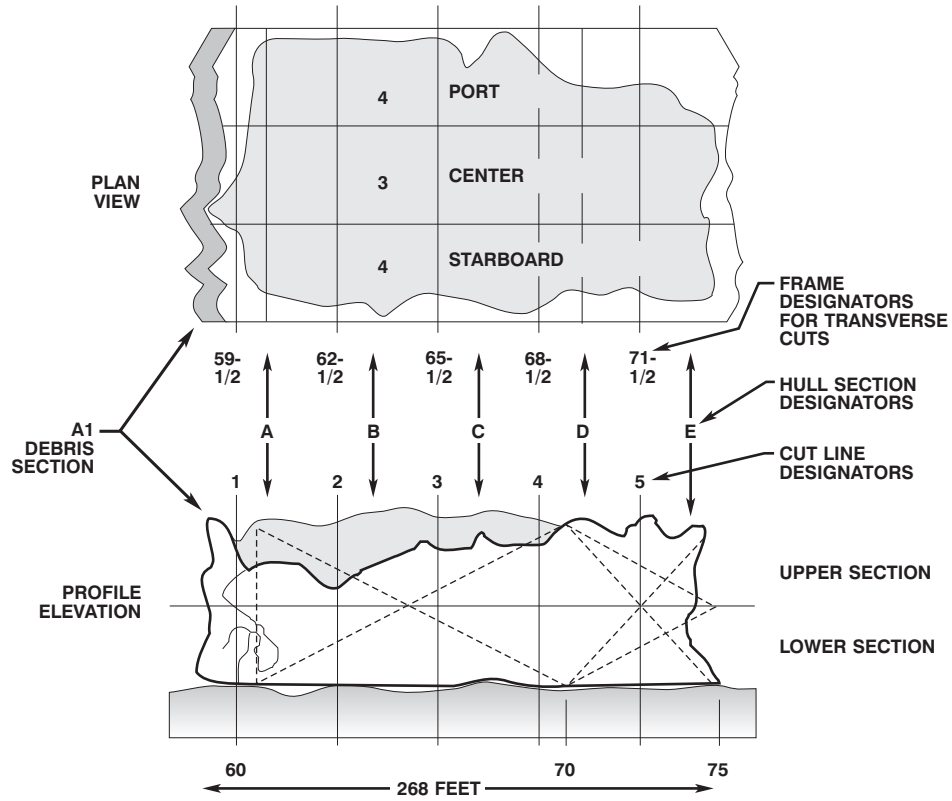 4 PORT
PLAN
VIEW
3 CENTER
4 STARBOARD
FRAME
DESIGNATORS
FOR TRANSVERSE
CUTS
59-
1/2
62-
1/2
65-
1/2
68-
1/2
71-
1/2
HULL SECTION
DESIGNATORS
A1
DEBRIS
SECTION
A B C D E
CUT LINE
DESIGNATORS
1 2 3 4 5
PROFILE
ELEVATION
UPPER SECTION
LOWER SECTION
60 70 75
268 FEET